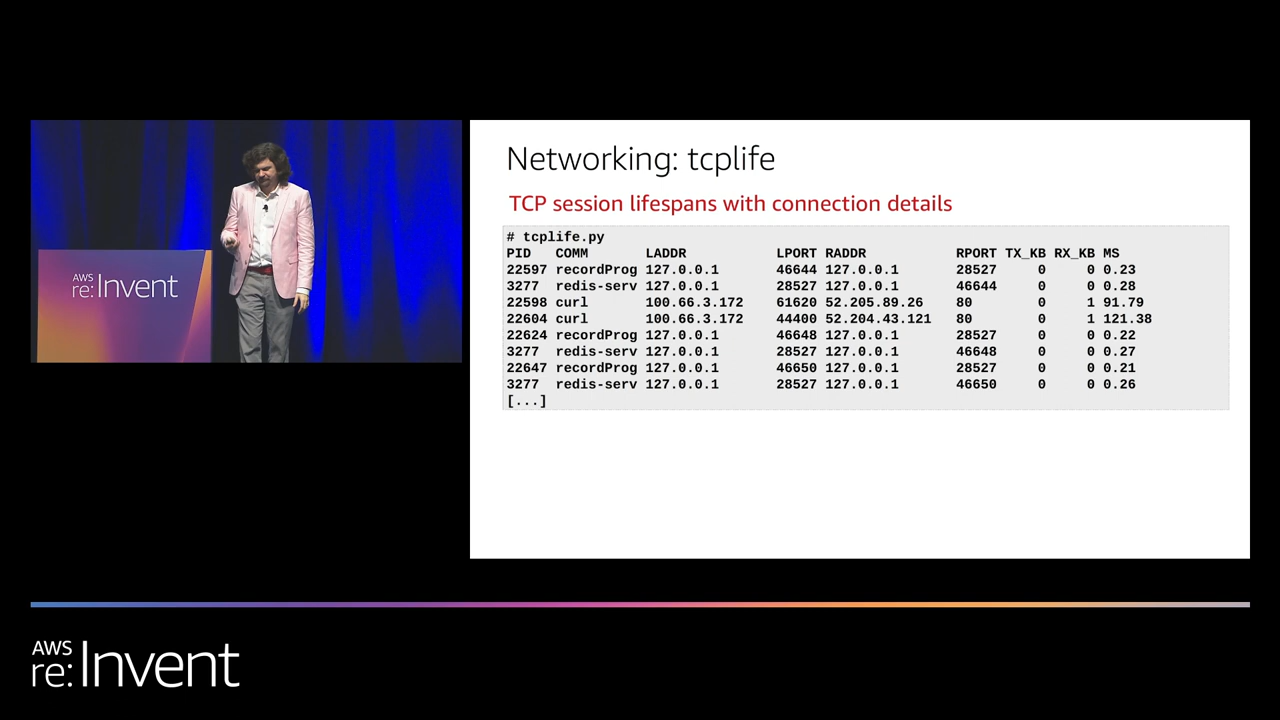 AWS
re:Invent
Networking: tcplife
TCP session lifespans with connection details
# tcplife.py
PID COMM LADDR LPORT RADDR RPORT TX_KB RX_KB MS
22597 recordProg 127.0.0.1 46644 127.0.0.1 28527 0 0 0.23
3277 redis-serv 127.0.0.1 28527 127.0.0.1 46644 0 0 0.28
22598 curl 100.66.3.172 61620 52.205.89.26 80 0 1 91.79
22604 curl 100.66.3.172 44400 52.204.43.121 80 0 1 121.38
22624 recordProg 127.0.0.1 46648 127.0.0.1 28527 0 0 0.22
3277 redis-serv 127.0.0.1 28527 127.0.0.1 46648 0 0 0.27
22647 recordProg 127.0.0.1 46650 127.0.0.1 28527 0 0 0.21
3277 redis-serv 127.0.0.1 28527 127.0.0.1 46650 0 0 0.26
[...]
AWS
re:Invent